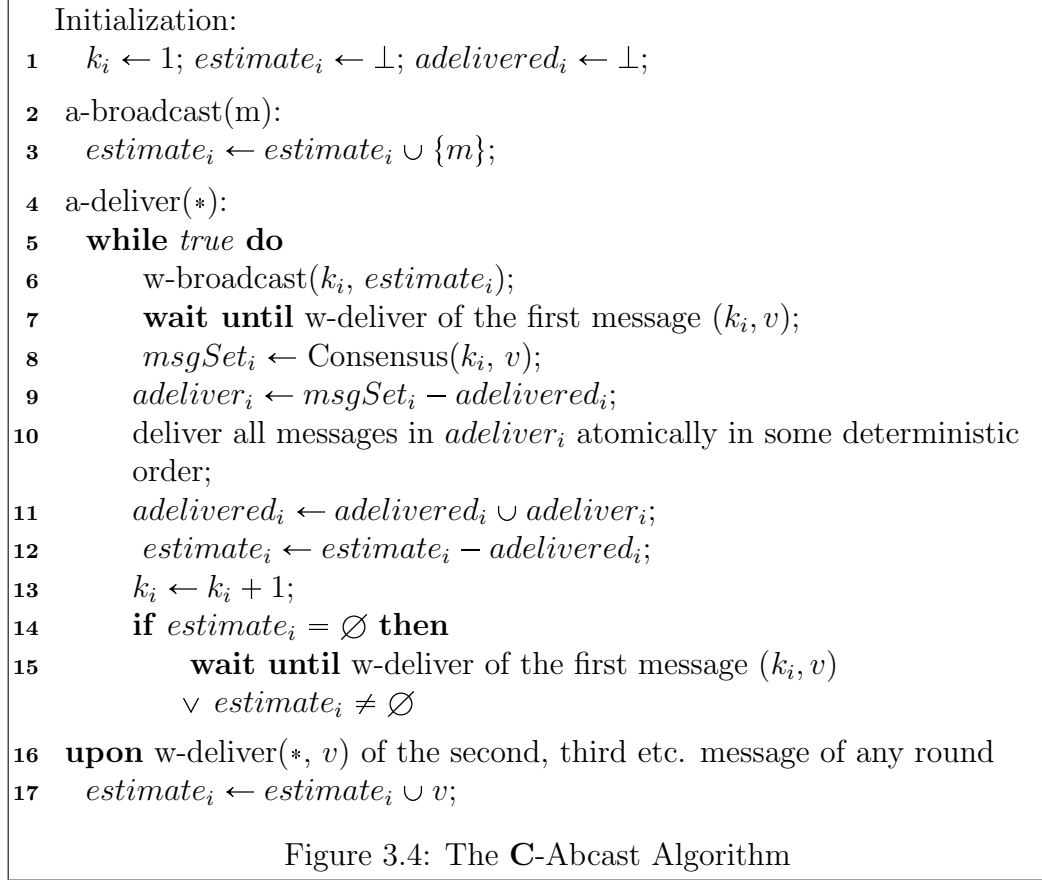 Initialization:
1 k_i ← 1; estimate_i ← ⊥; adelivered_i ← ⊥;
2 a-broadcast(m):
3 estimate_i ← estimate_i ∪ {m};
4 a-deliver(*):
5 while true do
6 w-broadcast(k_i, estimate_i);
7 wait until w-deliver of the first message (k_i, v);
8 msgSet_i ← Consensus(k_i, v);
9 adeliver_i ← msgSet_i − adelivered_i;
10 deliver all messages in adeliver_i atomically in some deterministic
order;
11 adelivered_i ← adelivered_i ∪ adeliver_i;
12 estimate_i ← estimate_i − adelivered_i;
13 k_i ← k_i + 1;
14 if estimate_i = ∅ then
15 wait until w-deliver of the first message (k_i, v)
∨ estimate_i ≠ ∅
16 upon w-deliver(*, v) of the second, third etc. message of any round
17 estimate_i ← estimate_i ∪ v;
Figure 3.4: The C-Abcast Algorithm